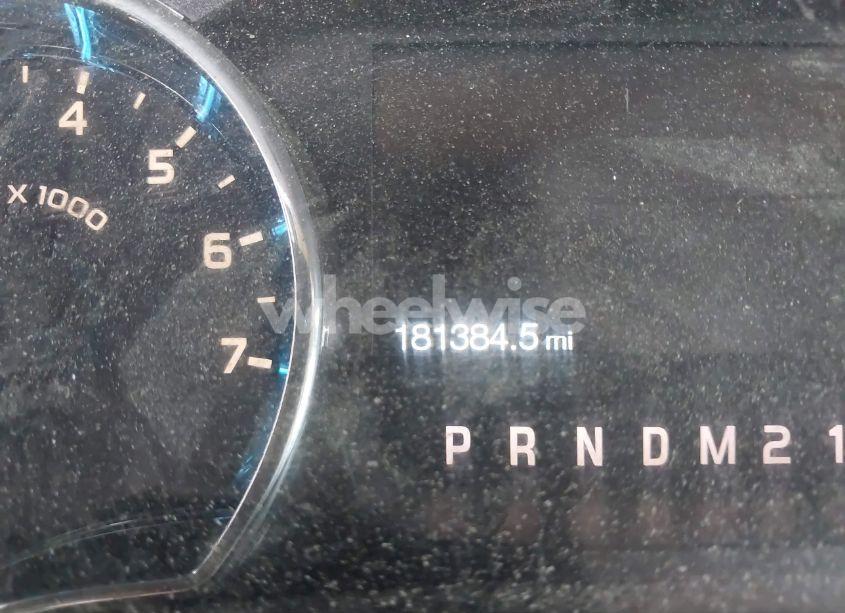 4
5
X 1000
6
wheelwise
7
181384.5 mi
P R N D M 2 1